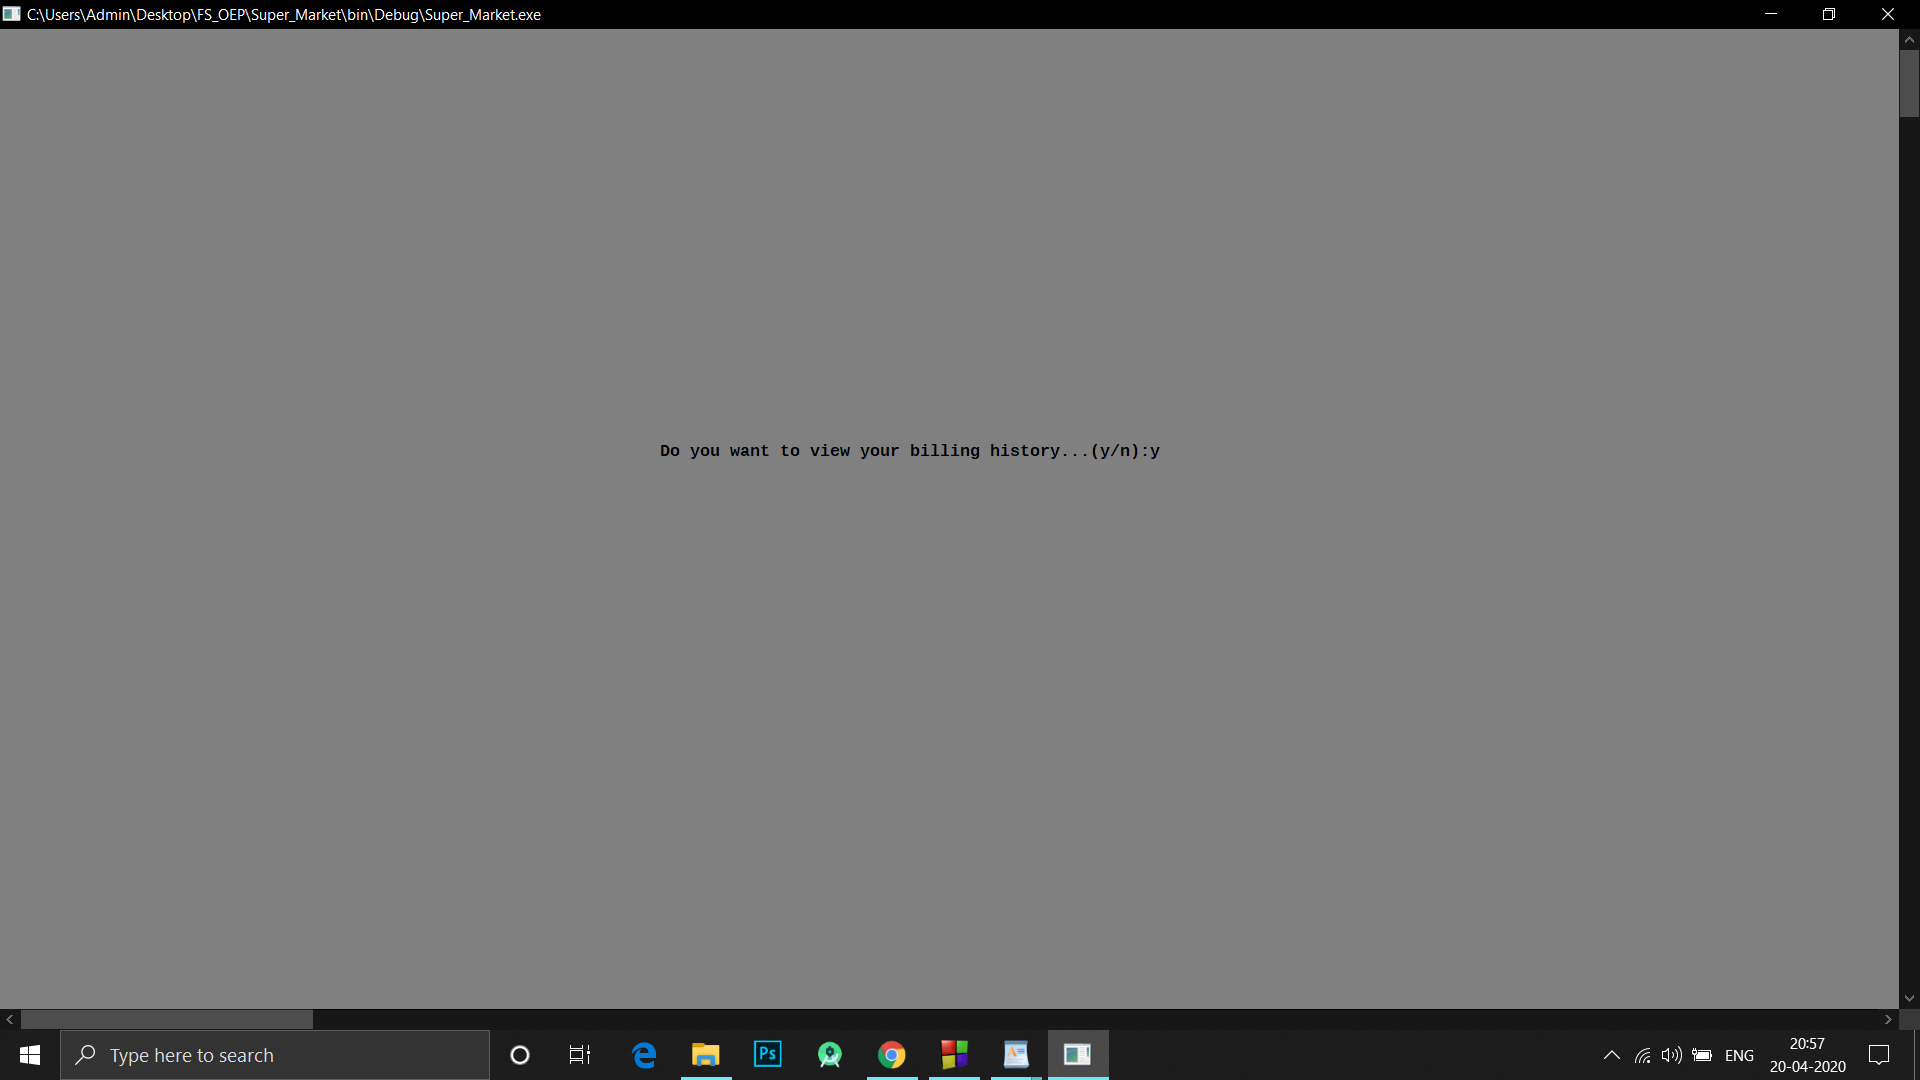 C:\Users\Admin\Desktop\FS_OEP\Super_Market\bin\Debug\Super_Market.exe
Do you want to view your billing history...(y/n):y
Type here to search
Ps
ENG
20:57
20-04-2020